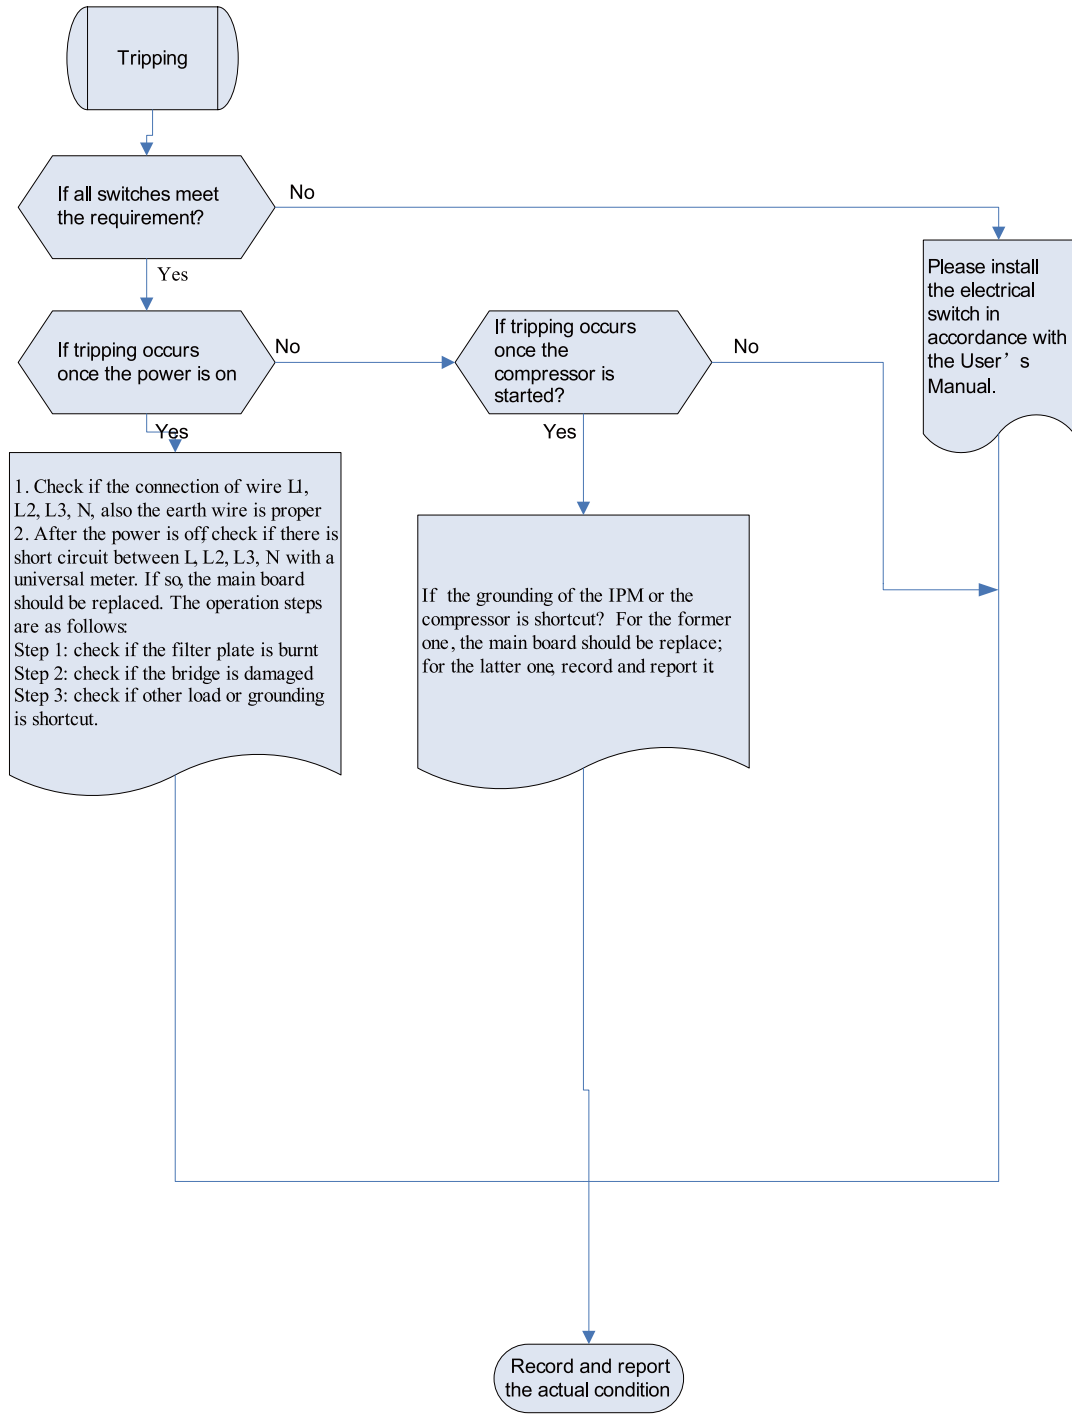 Tripping
If all switches meet
the requirement?
No
Yes
Please install
the electrical
switch in
accordance with
the User’s
Manual.
If tripping occurs
once the power is on
No
If tripping occurs
once the
compressor is
started?
No
Yes
Yes
1. Check if the connection of wire L1,
L2, L3, N, also the earth wire is proper
2. After the power is off, check if there is
short circuit between L, L2, L3, N with a
universal meter. If so, the main board
should be replaced. The operation steps
are as follows:
Step 1: check if the filter plate is burnt
Step 2: check if the bridge is damaged
Step 3: check if other load or grounding
is shortcut.
If the grounding of the IPM or the
compressor is shortcut? For the former
one, the main board should be replace;
for the latter one, record and report it
Record and report
the actual condition